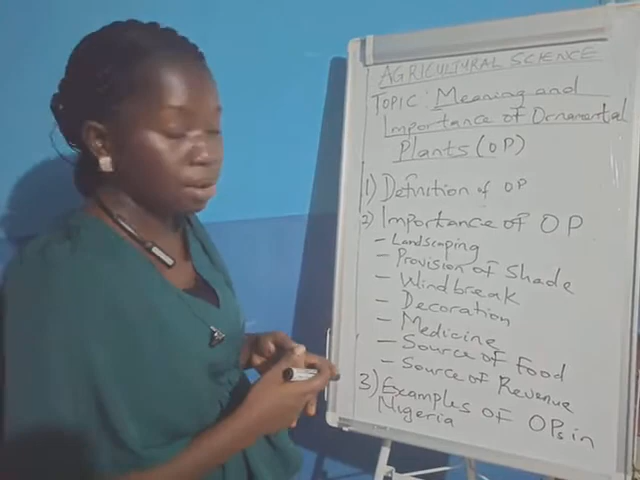 AGRICULTURAL SCIENCE
TOPIC: Meaning and
Importance of Ornamental
Plants (OP)
1) Definition of OP
2) Importance of OP
- Landscaping
- Provision of Shade
- Windbreak
- Decoration
- Medicine
- Source of Food
- Source of Revenue
3) Examples of OPs in
Nigeria